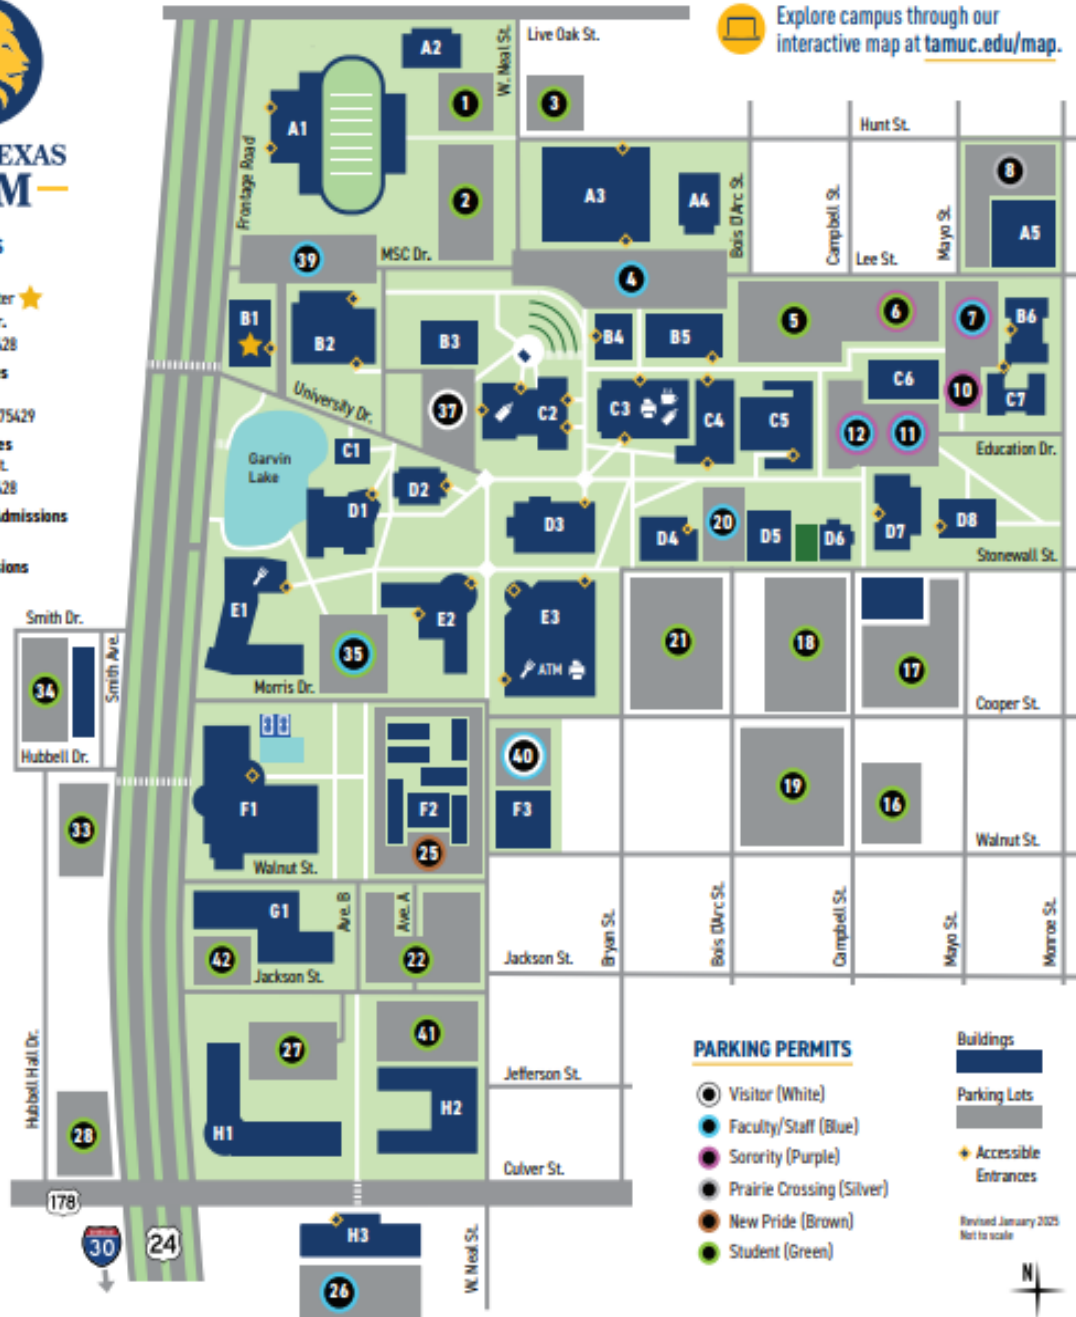 Explore campus through our
interactive map at tamuc.edu/map.
EXAS
M
S
ter
r.
428
es
75429
es
t.
428
Admissions
sions
Live Oak St.
W. Neal St.
Hunt St.
Frontage Road
Bois D'Arc St.
Campbell St.
Mayo St.
Lee St.
MSC Dr.
University Dr.
Garvin
Lake
Education Dr.
Stonewall St.
Smith Dr.
Smith Ave.
Hubbell Dr.
Morris Dr.
Cooper St.
Walnut St.
Walnut St.
Ave. B
Ave. A
Jackson St.
Jackson St.
Bryan St.
Bois D'Arc St.
Campbell St.
Mayo St.
Monroe St.
Hubbell Hall Dr.
Jefferson St.
Culver St.
W. Neal St.
A1
A2
A3
A4
A5
B1
B2
B3
B4
B5
B6
C1
C2
C3
C4
C5
C6
C7
D1
D2
D3
D4
D5
D6
D7
D8
E1
E2
E3
ATM
F1
F2
F3
G1
H1
H2
H3
1
2
3
4
5
6
7
8
10
11
12
16
17
18
19
20
21
22
25
26
27
28
33
34
35
37
39
40
41
42
178
30
24
PARKING PERMITS
Visitor (White)
Faculty/Staff (Blue)
Sorority (Purple)
Prairie Crossing (Silver)
New Pride (Brown)
Student (Green)
Buildings
Parking Lots
Accessible
Entrances
Revised January 2025
Not to scale
N